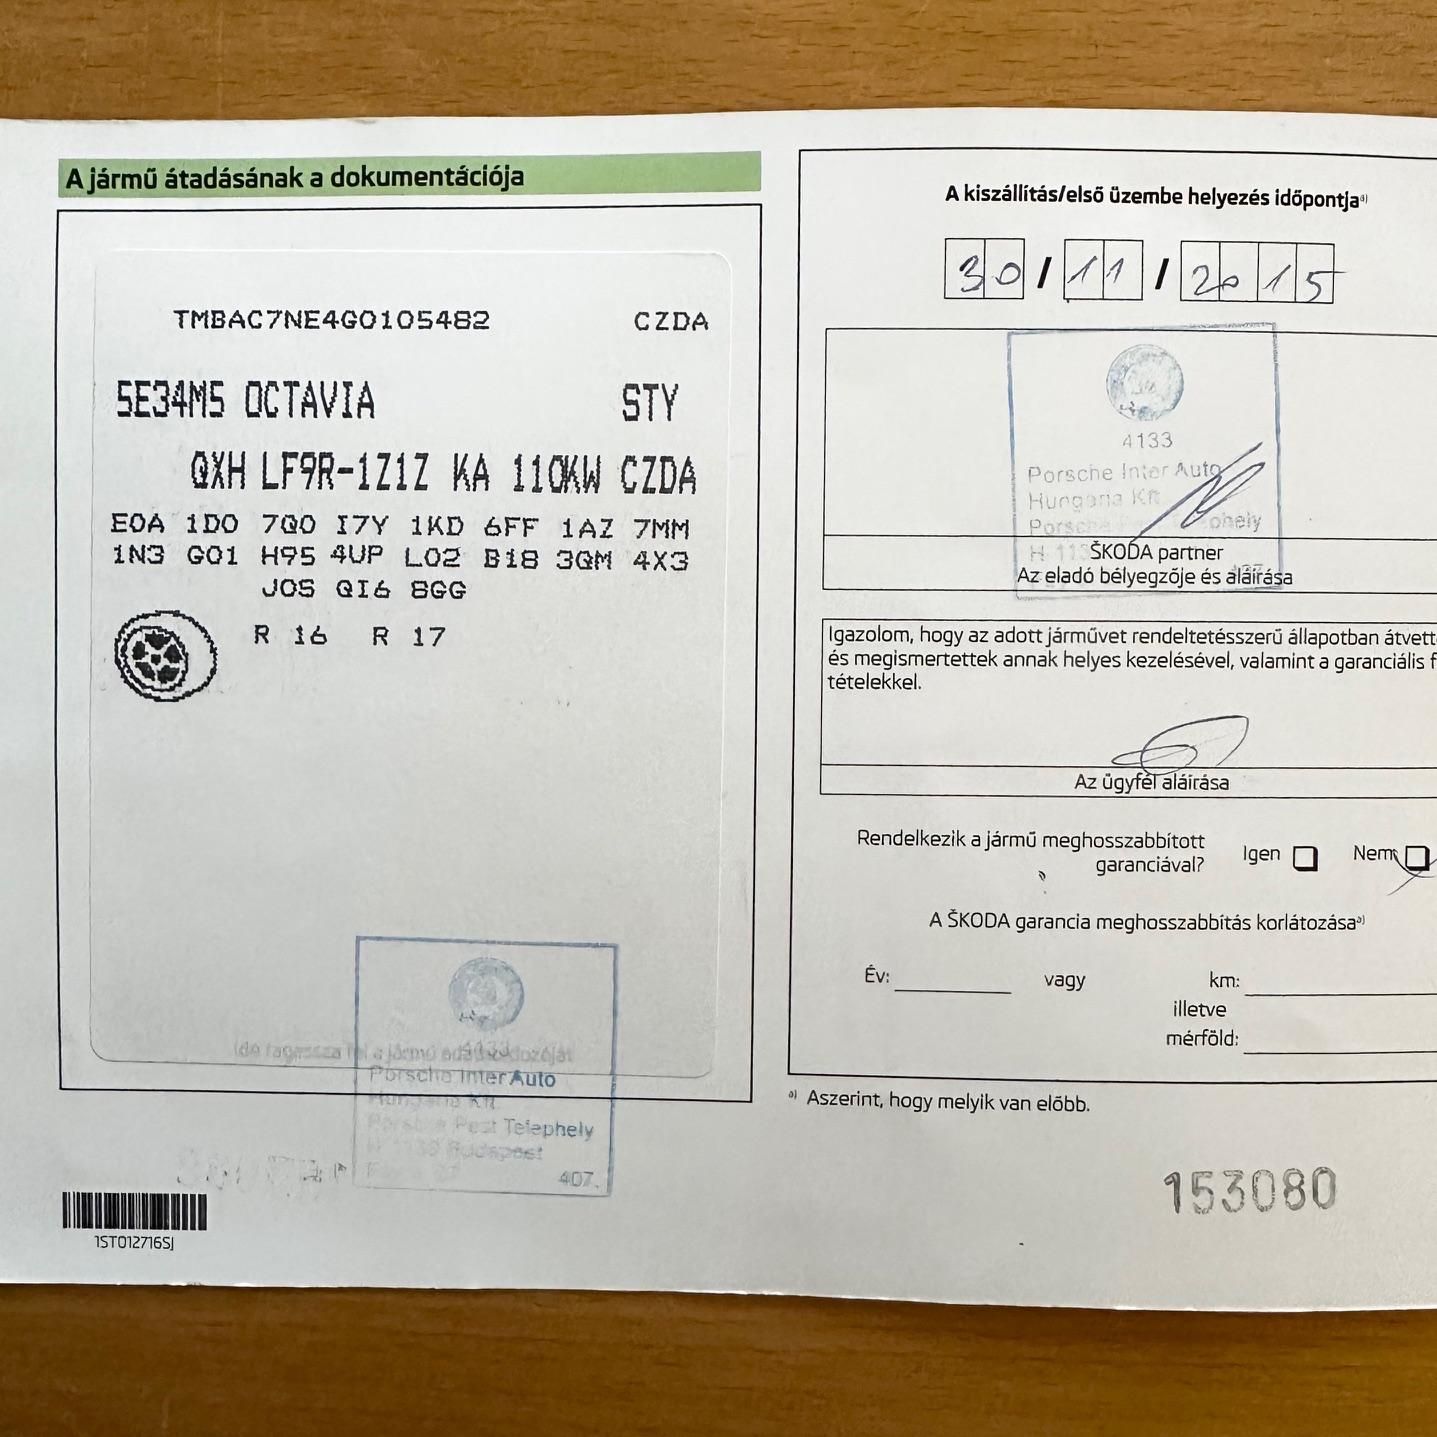 A jármű átadásának a dokumentációja
TMBAC7NE4G0105482 CZDA
5E34M5 OCTAVIA STY
QXH LF9R-1Z1Z KA 110KW CZDA
E0A 1D0 7Q0 I7Y 1KD 6FF 1AZ 7MM
1N3 G01 H95 4UP L02 B18 3QM 4X3
J0S QI6 8GG
R 16 R 17
4133
Porsche Inter Auto
Hungaria Kft.
Porsche Pest Telephely
H 1139 Budapest
407.
1ST012716SJ
A kiszállítás/első üzembe helyezés időpontja a)
30/11/2015
4133
Porsche Inter Auto
Hungaria Kft
ŠKODA partner
Az eladó bélyegzője és aláírása
Igazolom, hogy az adott járművet rendeltetésszerű állapotban átvett
és megismertettek annak helyes kezelésével, valamint a garanciális f
tételekkel.
Az ügyfél aláírása
Rendelkezik a jármű meghosszabbított
garanciával? Igen Nem
A ŠKODA garancia meghosszabbítás korlátozása a)
Év: vagy km:
illetve
mérföld:
a) Aszerint, hogy melyik van előbb.
153080